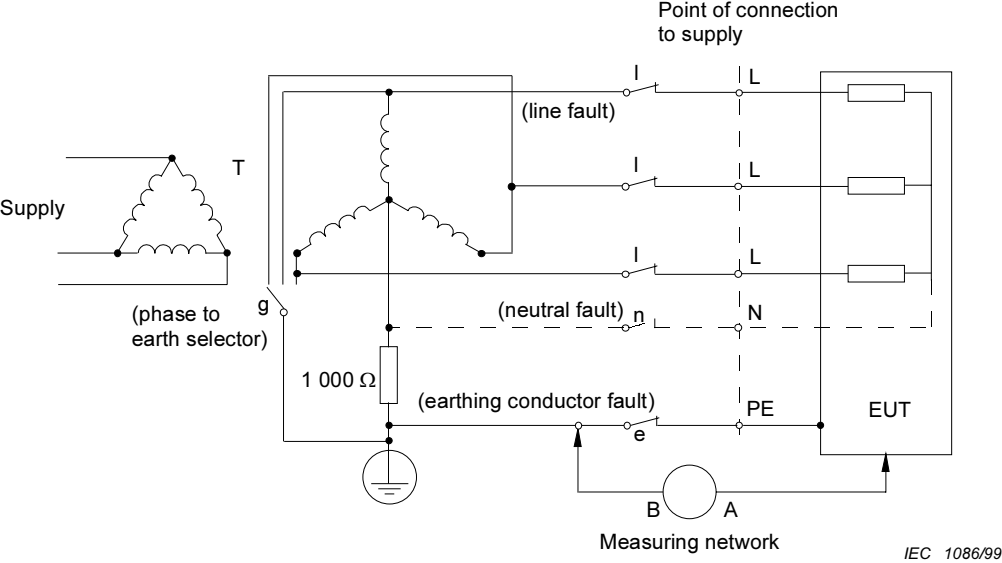 Point of connection
to supply
l
L
(line fault)
T
l
L
Supply
l
L
g
(phase to
earth selector)
(neutral fault)
n
N
1 000 Ω
(earthing conductor fault)
e
PE
EUT
B
A
Measuring network
IEC 1086/99